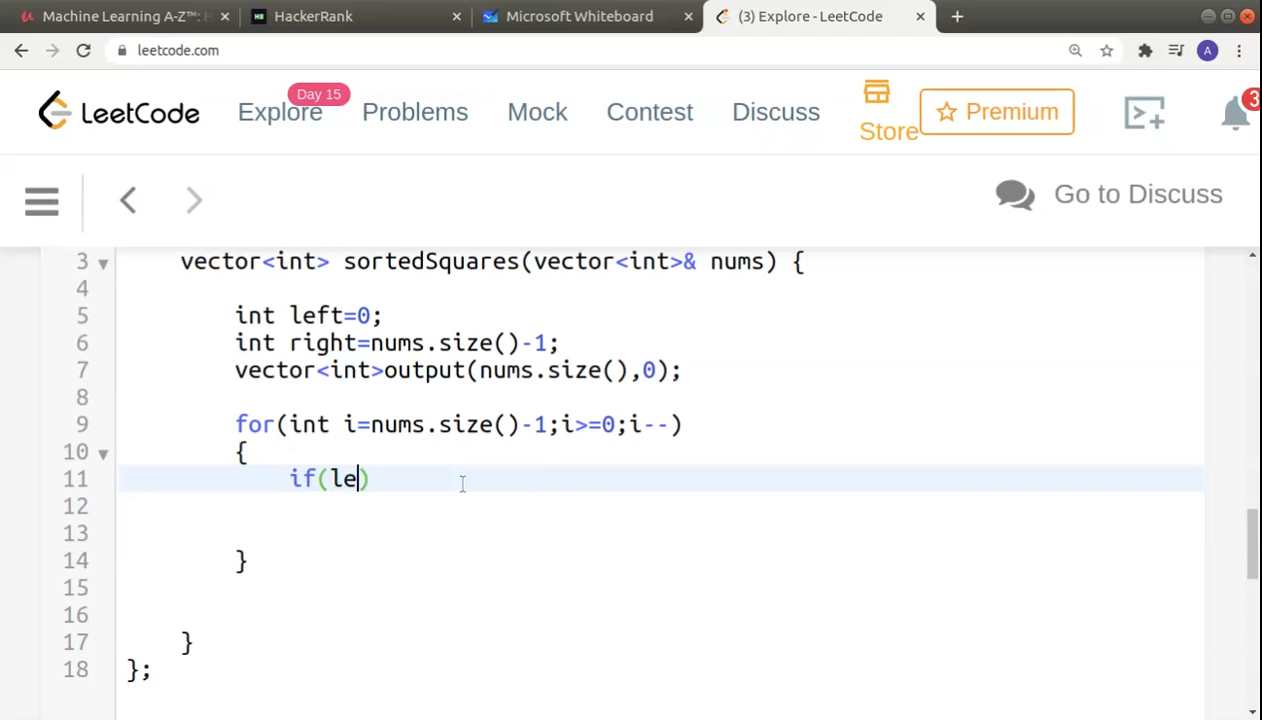 Machine Learning A-Z™: H
HackerRank
Microsoft Whiteboard
(3) Explore - LeetCode
leetcode.com
A
LeetCode
Explore
Day 15
Problems
Mock
Contest
Discuss
Store
Premium
3
Go to Discuss
3 vector<int> sortedSquares(vector<int>& nums) {
4
5 int left=0;
6 int right=nums.size()-1;
7 vector<int>output(nums.size(),0);
8
9 for(int i=nums.size()-1;i>=0;i--)
10 {
11 if(le)
12
13
14 }
15
16
17 }
18 };